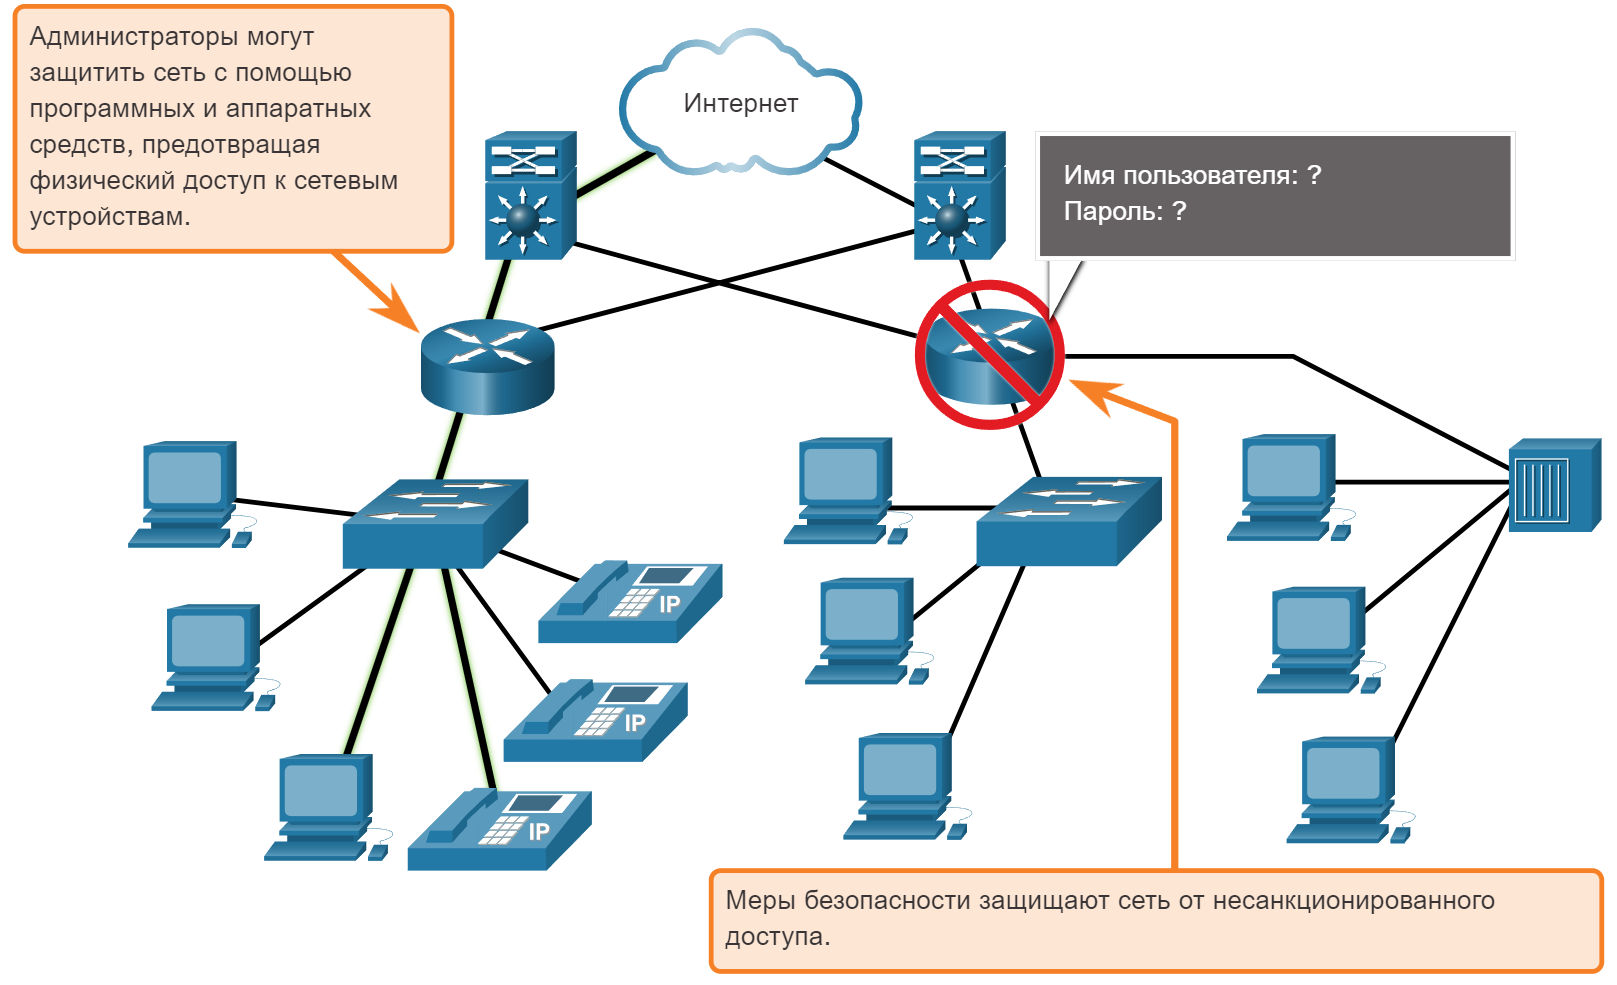 Администраторы могут
защитить сеть с помощью
программных и аппаратных
средств, предотвращая
физический доступ к сетевым
устройствам.
Интернет
Имя пользователя: ?
Пароль: ?
IP
IP
IP
Меры безопасности защищают сеть от несанкционированного
доступа.